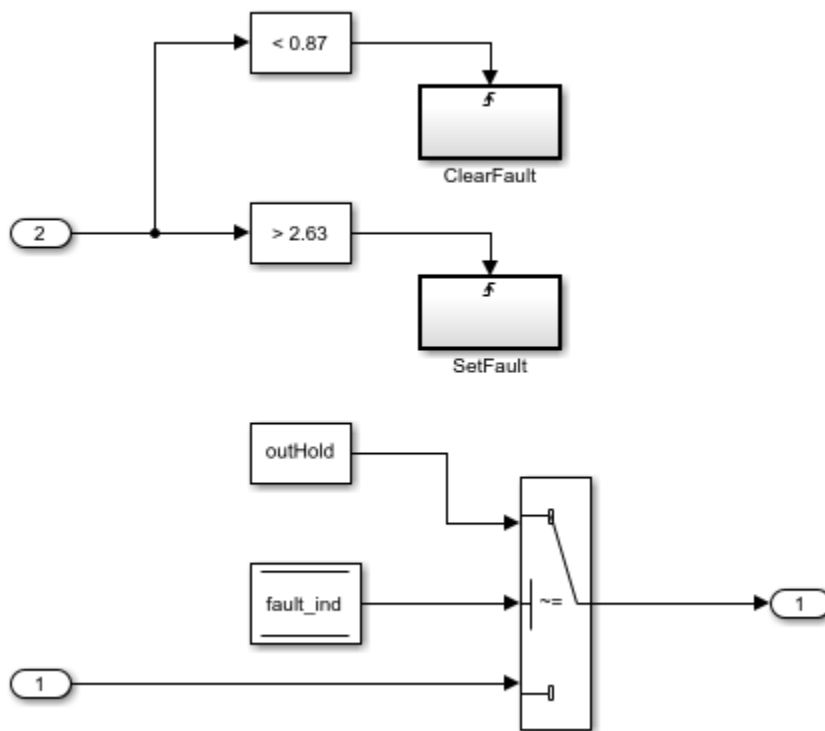 < 0.87
ClearFault
2
> 2.63
SetFault
outHold
fault_ind
~=
1
1